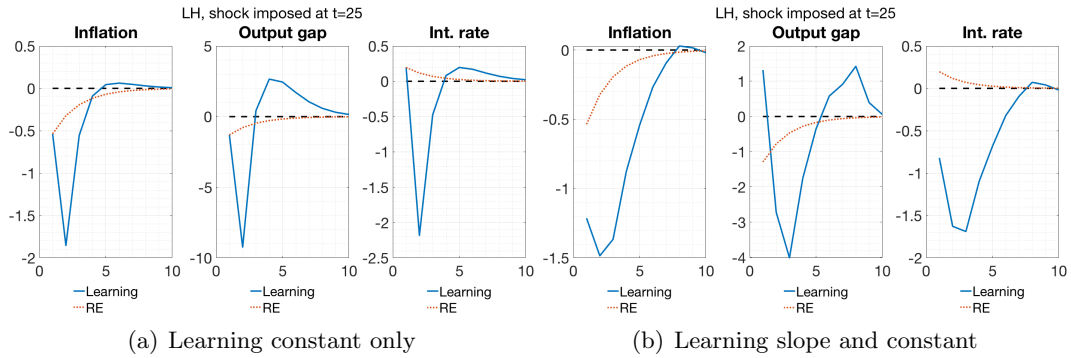 LH, shock imposed at t=25
Inflation
Output gap
Int. rate
0.5
0
-0.5
-1
-1.5
-2
0
5
10
5
0
-5
-10
0
5
10
0.5
0
-0.5
-1
-1.5
-2
-2.5
0
5
10
Learning
RE
Learning
RE
Learning
RE
(a) Learning constant only
LH, shock imposed at t=25
Inflation
Output gap
Int. rate
0
-0.5
-1
-1.5
0
5
10
2
1
0
-1
-2
-3
-4
0
5
10
0.5
0
-0.5
-1
-1.5
-2
0
5
10
Learning
RE
Learning
RE
Learning
RE
(b) Learning slope and constant